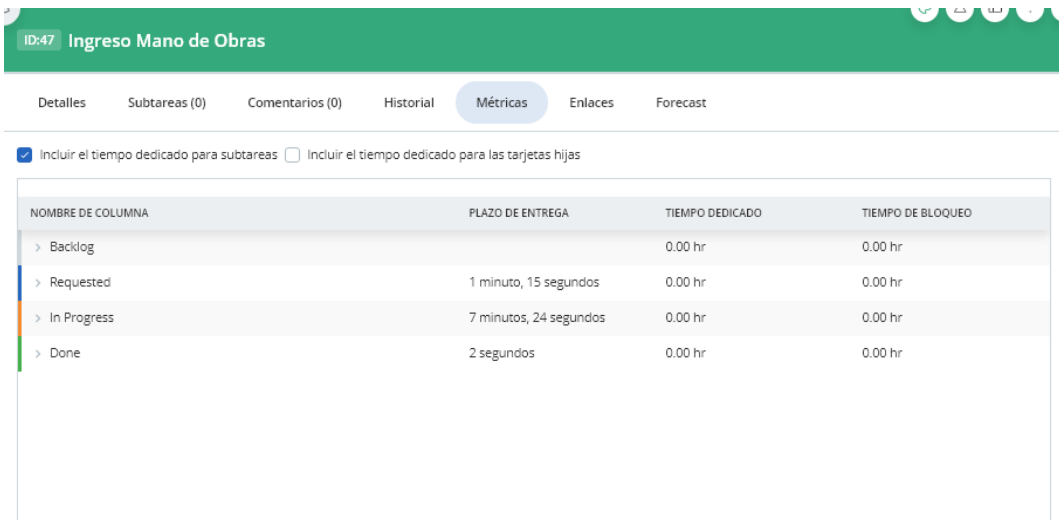 ID:47 Ingreso Mano de Obras
Detalles Subtareas (0) Comentarios (0) Historial Métricas Enlaces Forecast
Incluir el tiempo dedicado para subtareas Incluir el tiempo dedicado para las tarjetas hijas
NOMBRE DE COLUMNA PLAZO DE ENTREGA TIEMPO DEDICADO TIEMPO DE BLOQUEO
Backlog 0.00 hr 0.00 hr
Requested 1 minuto, 15 segundos 0.00 hr 0.00 hr
In Progress 7 minutos, 24 segundos 0.00 hr 0.00 hr
Done 2 segundos 0.00 hr 0.00 hr